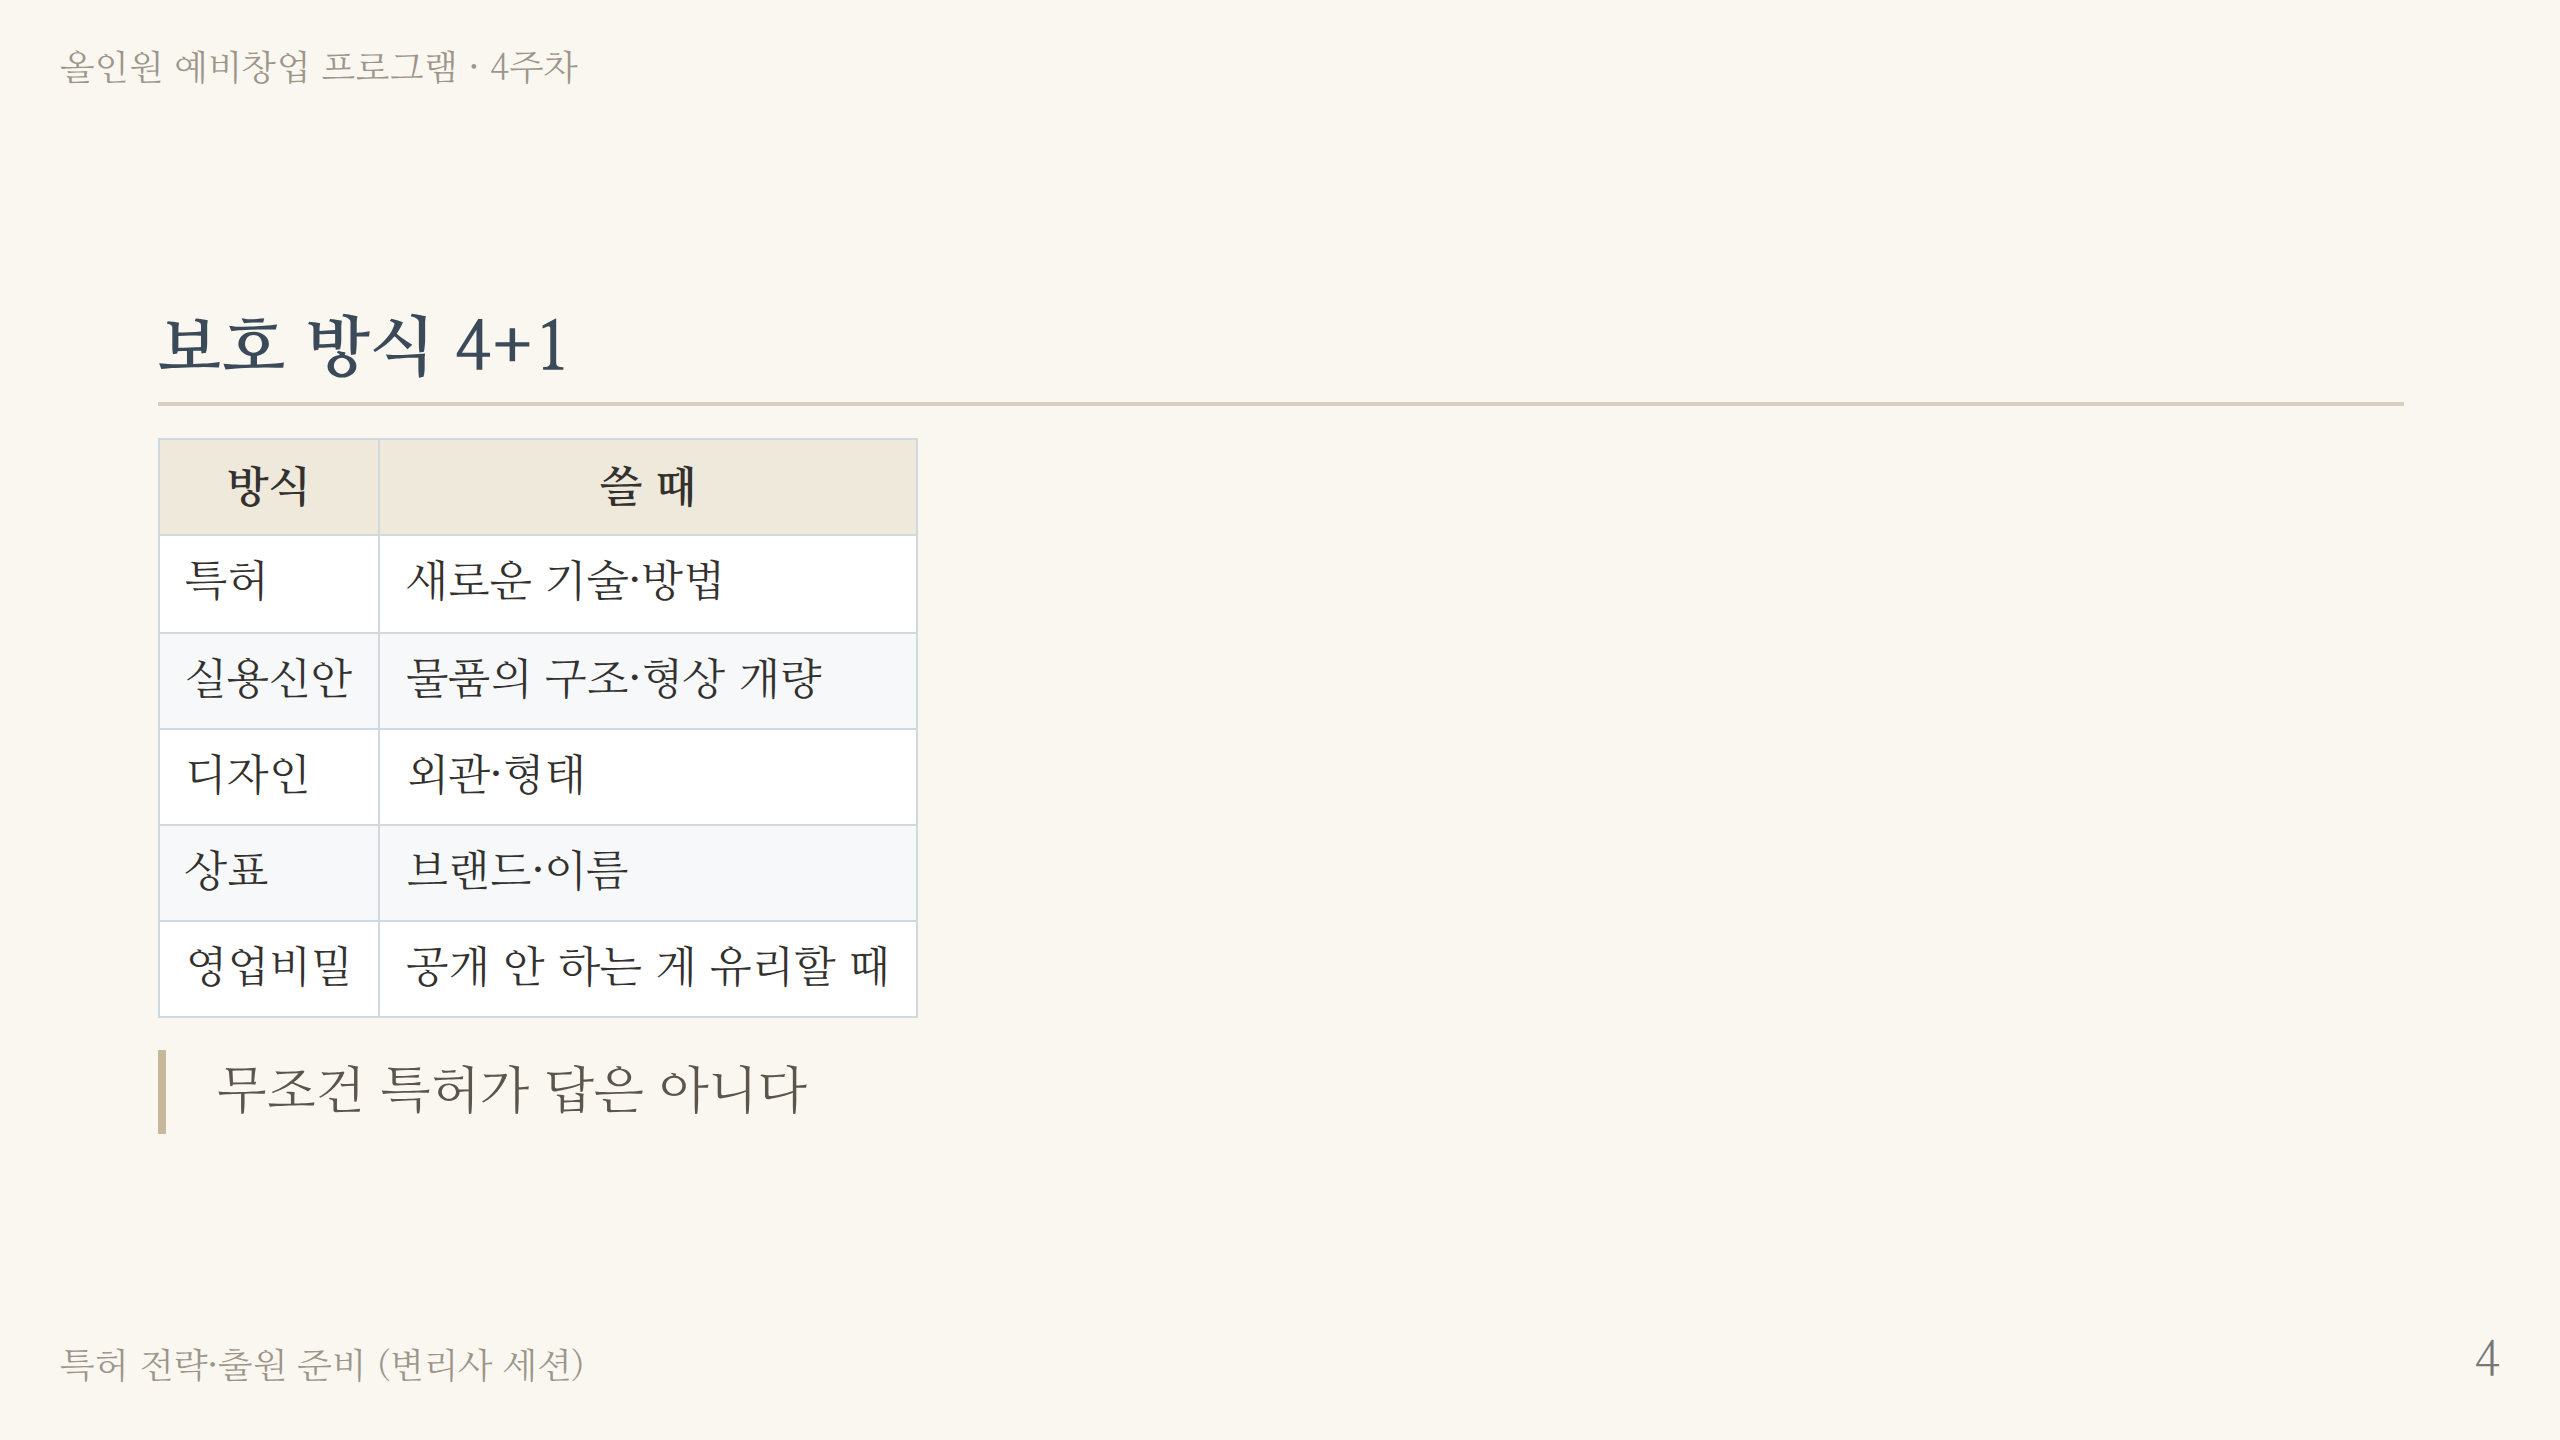 올인원 예비창업 프로그램 · 4주차
보호 방식 4+1
방식 쓸 때
특허 새로운 기술·방법
실용신안 물품의 구조·형상 개량
디자인 외관·형태
상표 브랜드·이름
영업비밀 공개 안 하는 게 유리할 때
무조건 특허가 답은 아니다
특허 전략·출원 준비 (변리사 세션)
4